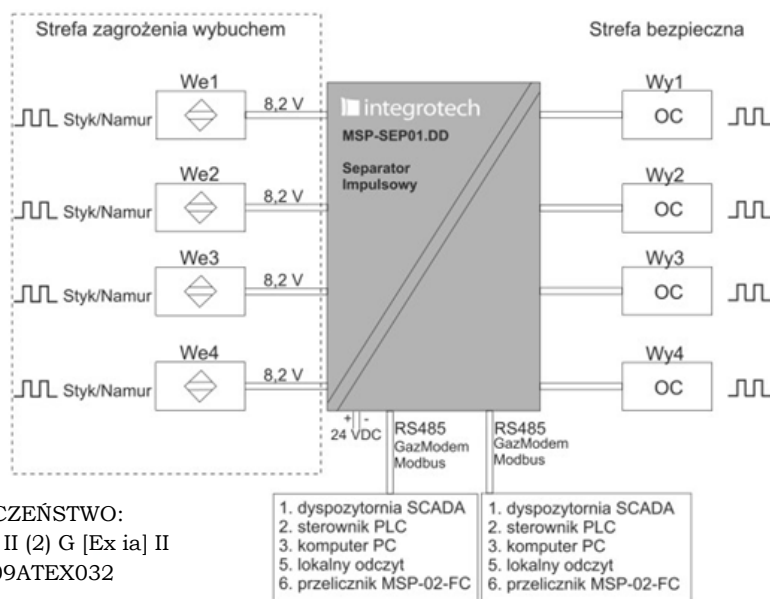 Strefa zagrożenia wybuchem
Strefa bezpieczna
We1
8,2 V
Styk/Namur
We2
8,2 V
Styk/Namur
We3
8,2 V
Styk/Namur
We4
8,2 V
Styk/Namur
integrotech
MSP-SEP01.DD
Separator
Impulsowy
Wy1
OC
Wy2
OC
Wy3
OC
Wy4
OC
+ -
24 VDC
RS485
GazModem
Modbus
RS485
GazModem
Modbus
1. dyspozytornia SCADA
2. sterownik PLC
3. komputer PC
5. lokalny odczyt
6. przelicznik MSP-02-FC
1. dyspozytornia SCADA
2. sterownik PLC
3. komputer PC
5. lokalny odczyt
6. przelicznik MSP-02-FC
CZEŃSTWO:
II (2) G [Ex ia] II
09ATEX032